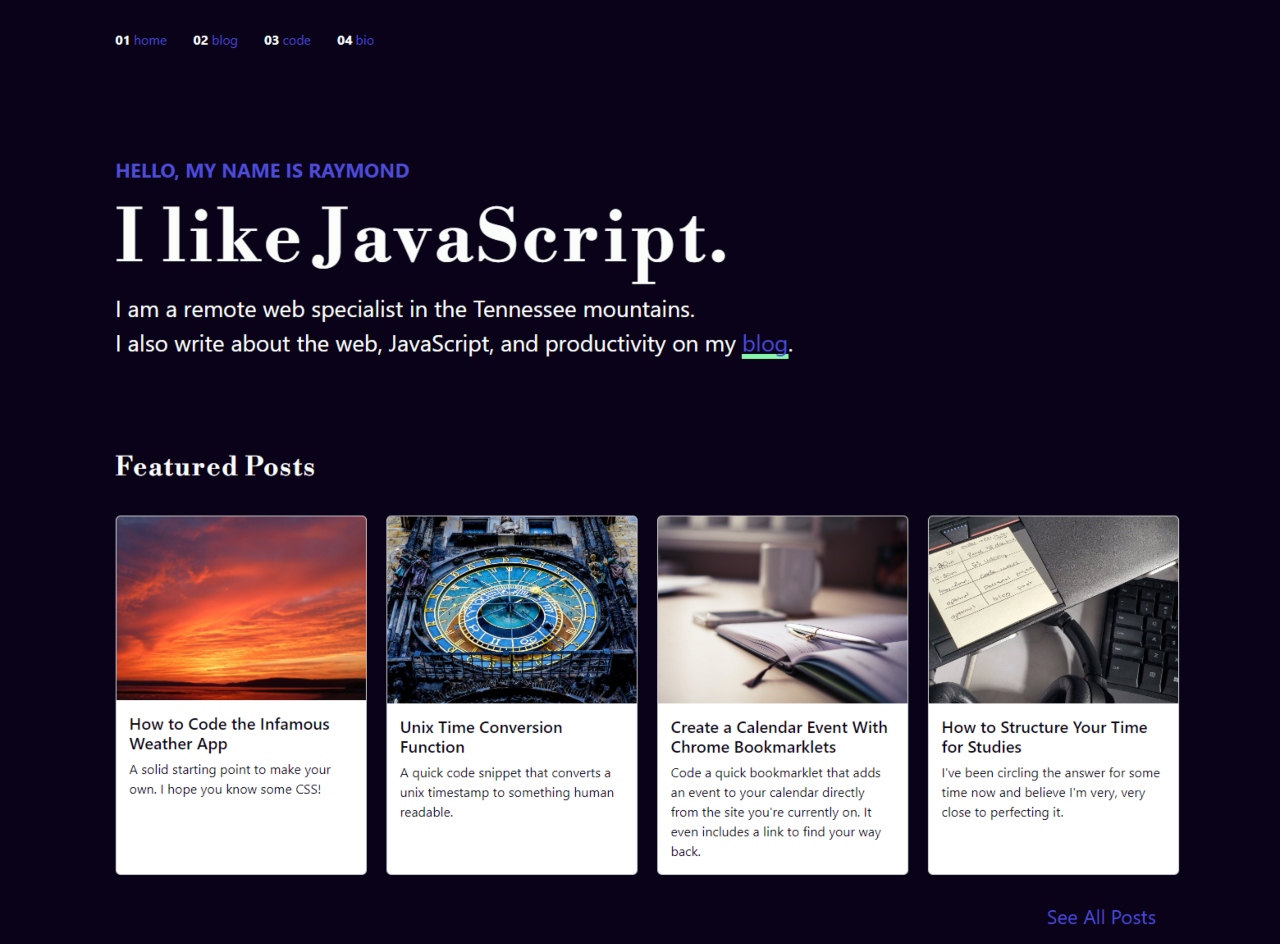 01 home 02 blog 03 code 04 bio
HELLO, MY NAME IS RAYMOND
I like JavaScript.
I am a remote web specialist in the Tennessee mountains.
I also write about the web, JavaScript, and productivity on my blog.
Featured Posts
How to Code the Infamous
Weather App
A solid starting point to make your
own. I hope you know some CSS!
Unix Time Conversion
Function
A quick code snippet that converts a
unix timestamp to something human
readable.
Create a Calendar Event With
Chrome Bookmarklets
Code a quick bookmarklet that adds
an event to your calendar directly
from the site you're currently on. It
even includes a link to find your way
back.
How to Structure Your Time
for Studies
I've been circling the answer for some
time now and believe I'm very, very
close to perfecting it.
See All Posts